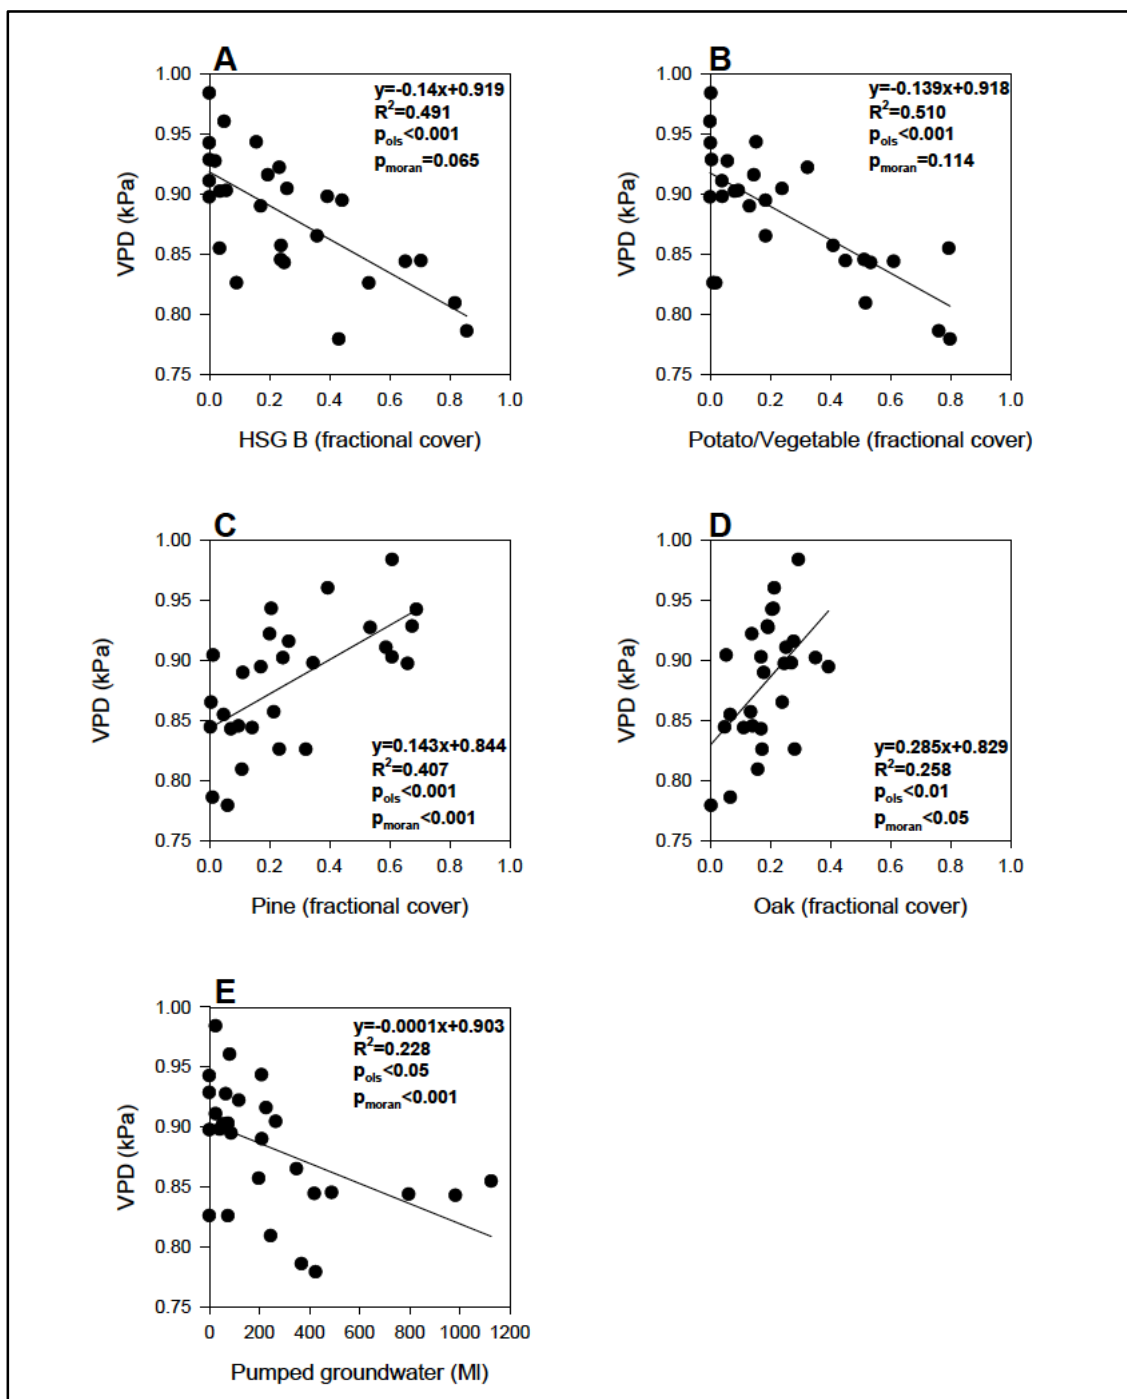 A
y=-0.14x+0.919
R²=0.491
pₒₗₛ<0.001
pₘₒᵣₐₙ=0.065
1.00
0.95
0.90
0.85
0.80
0.75
VPD (kPa)
0.0 0.2 0.4 0.6 0.8 1.0
HSG B (fractional cover)
B
y=-0.139x+0.918
R²=0.510
pₒₗₛ<0.001
pₘₒᵣₐₙ=0.114
1.00
0.95
0.90
0.85
0.80
0.75
VPD (kPa)
0.0 0.2 0.4 0.6 0.8 1.0
Potato/Vegetable (fractional cover)
C
1.00
0.95
0.90
0.85
0.80
0.75
VPD (kPa)
y=0.143x+0.844
R²=0.407
pₒₗₛ<0.001
pₘₒᵣₐₙ<0.001
0.0 0.2 0.4 0.6 0.8 1.0
Pine (fractional cover)
D
1.00
0.95
0.90
0.85
0.80
0.75
VPD (kPa)
y=0.285x+0.829
R²=0.258
pₒₗₛ<0.01
pₘₒᵣₐₙ<0.05
0.0 0.2 0.4 0.6 0.8 1.0
Oak (fractional cover)
E
y=-0.0001x+0.903
R²=0.228
pₒₗₛ<0.05
pₘₒᵣₐₙ<0.001
1.00
0.95
0.90
0.85
0.80
0.75
VPD (kPa)
0 200 400 600 800 1000 1200
Pumped groundwater (Ml)